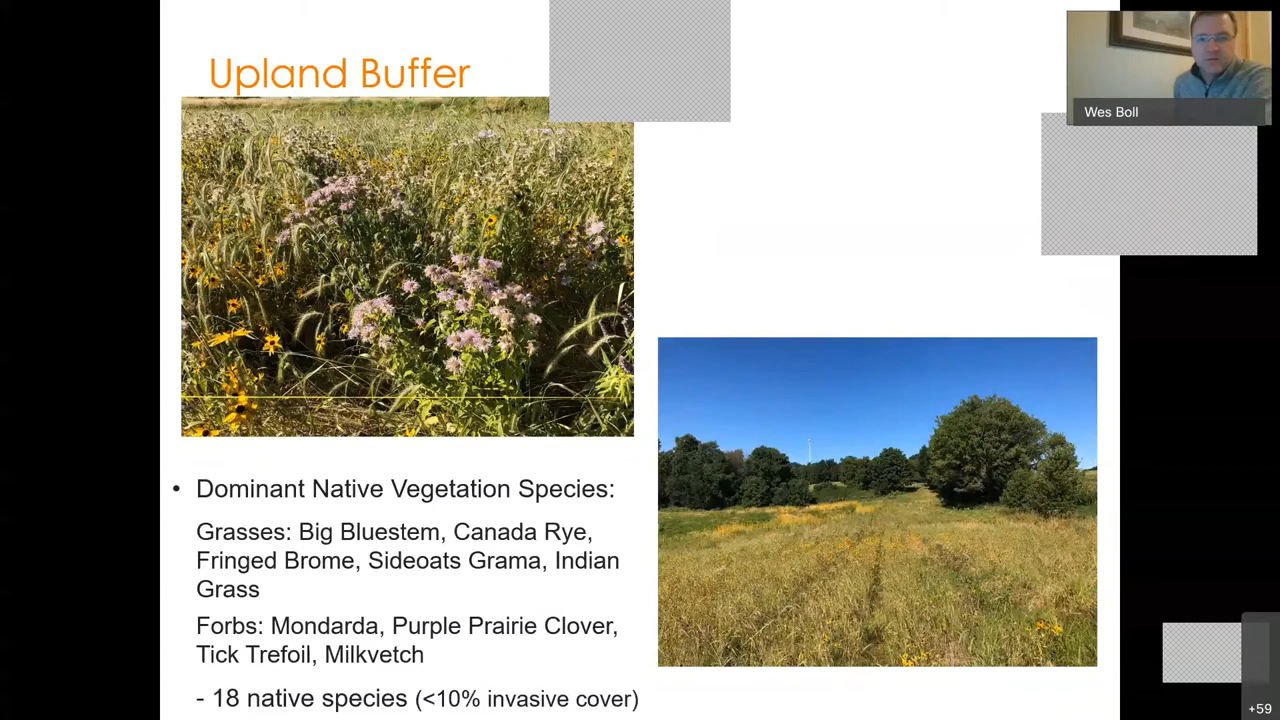 Upland Buffer
Wes Boll
• Dominant Native Vegetation Species:
Grasses: Big Bluestem, Canada Rye,
Fringed Brome, Sideoats Grama, Indian
Grass
Forbs: Mondarda, Purple Prairie Clover,
Tick Trefoil, Milkvetch
- 18 native species (<10% invasive cover)
+59